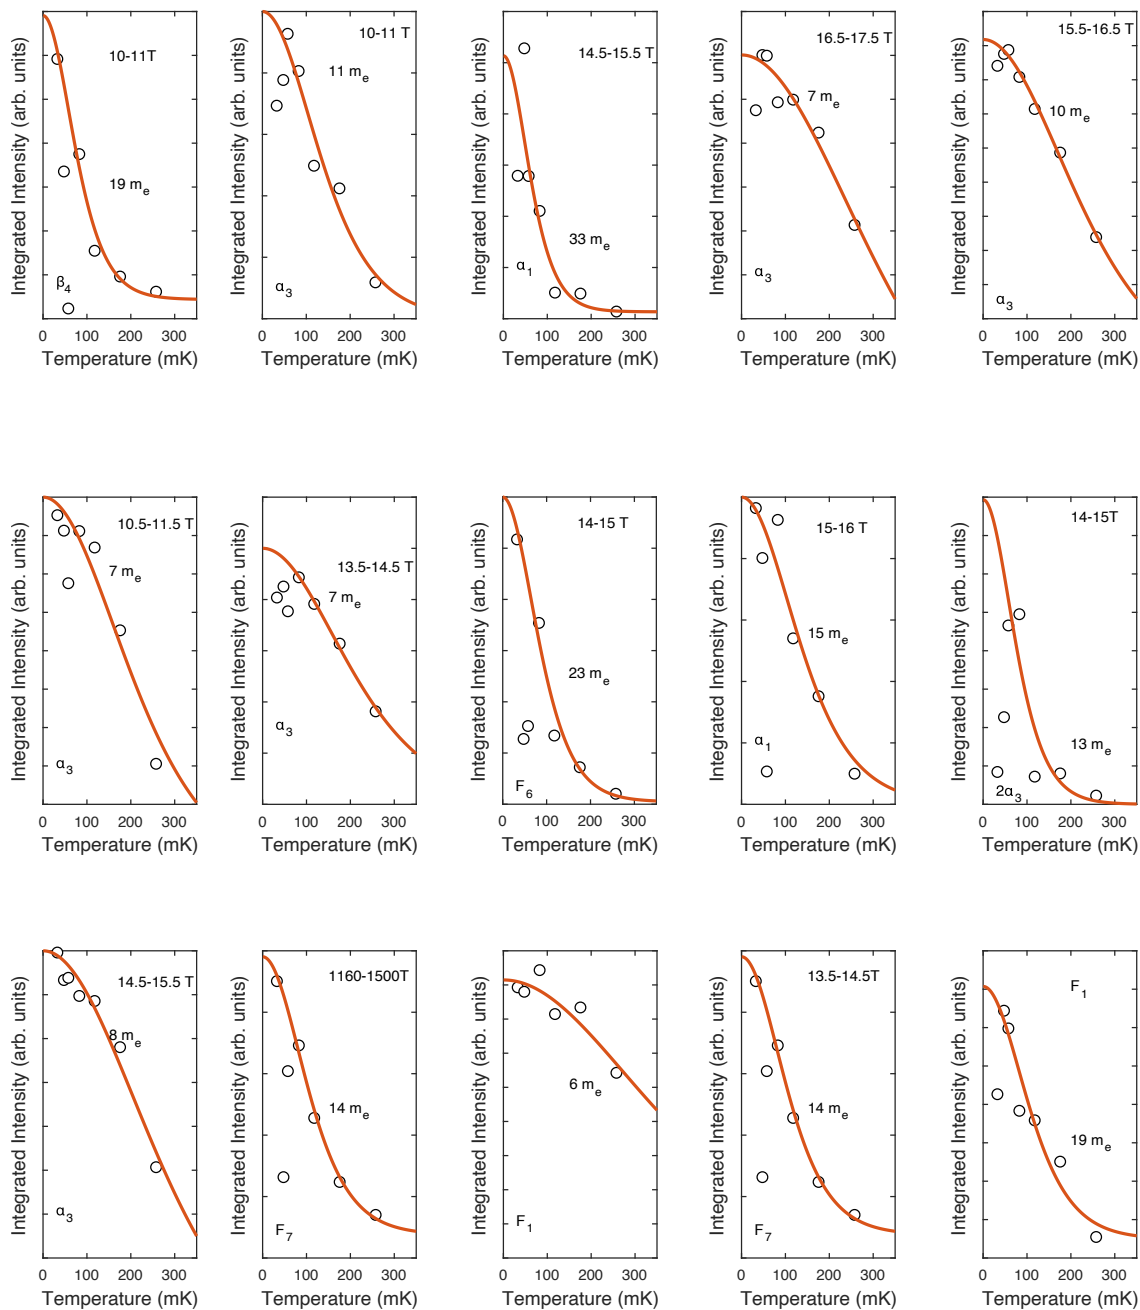 Integrated Intensity (arb. units)
10-11T
19 mₑ
β₄
0 100 200 300
Temperature (mK)
Integrated Intensity (arb. units)
10-11 T
11 mₑ
α₃
0 100 200 300
Temperature (mK)
Integrated Intensity (arb. units)
14.5-15.5 T
33 mₑ
α₁
0 100 200 300
Temperature (mK)
Integrated Intensity (arb. units)
16.5-17.5 T
7 mₑ
α₃
0 100 200 300
Temperature (mK)
Integrated Intensity (arb. units)
15.5-16.5 T
10 mₑ
α₃
0 100 200 300
Temperature (mK)
Integrated Intensity (arb. units)
10.5-11.5 T
7 mₑ
α₃
0 100 200 300
Temperature (mK)
Integrated Intensity (arb. units)
13.5-14.5 T
7 mₑ
α₃
0 100 200 300
Temperature (mK)
Integrated Intensity (arb. units)
14-15 T
23 mₑ
F₆
0 100 200 300
Temperature (mK)
Integrated Intensity (arb. units)
15-16 T
15 mₑ
α₁
0 100 200 300
Temperature (mK)
Integrated Intensity (arb. units)
14-15T
13 mₑ
2α₃
0 100 200 300
Temperature (mK)
Integrated Intensity (arb. units)
14.5-15.5 T
8 mₑ
α₃
0 100 200 300
Temperature (mK)
Integrated Intensity (arb. units)
1160-1500T
14 mₑ
F₇
0 100 200 300
Temperature (mK)
Integrated Intensity (arb. units)
6 mₑ
F₁
0 100 200 300
Temperature (mK)
Integrated Intensity (arb. units)
13.5-14.5T
14 mₑ
F₇
0 100 200 300
Temperature (mK)
Integrated Intensity (arb. units)
F₁
19 mₑ
0 100 200 300
Temperature (mK)